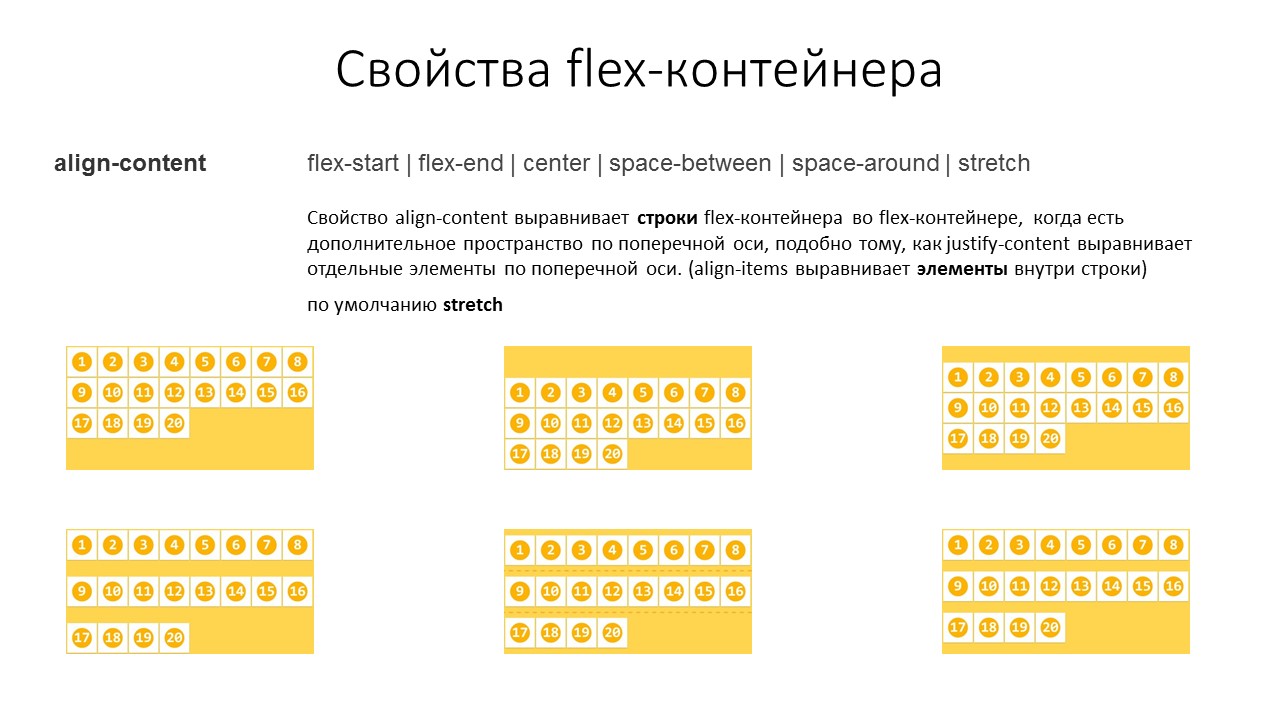 Свойства flex-контейнера
align-content
flex-start | flex-end | center | space-between | space-around | stretch
Свойство align-content выравнивает строки flex-контейнера во flex-контейнере, когда есть
дополнительное пространство по поперечной оси, подобно тому, как justify-content выравнивает
отдельные элементы по поперечной оси. (align-items выравнивает элементы внутри строки)
по умолчанию stretch
1 2 3 4 5 6 7 8
9 10 11 12 13 14 15 16
17 18 19 20
1 2 3 4 5 6 7 8
9 10 11 12 13 14 15 16
17 18 19 20
1 2 3 4 5 6 7 8
9 10 11 12 13 14 15 16
17 18 19 20
1 2 3 4 5 6 7 8
9 10 11 12 13 14 15 16
17 18 19 20
1 2 3 4 5 6 7 8
9 10 11 12 13 14 15 16
17 18 19 20
1 2 3 4 5 6 7 8
9 10 11 12 13 14 15 16
17 18 19 20